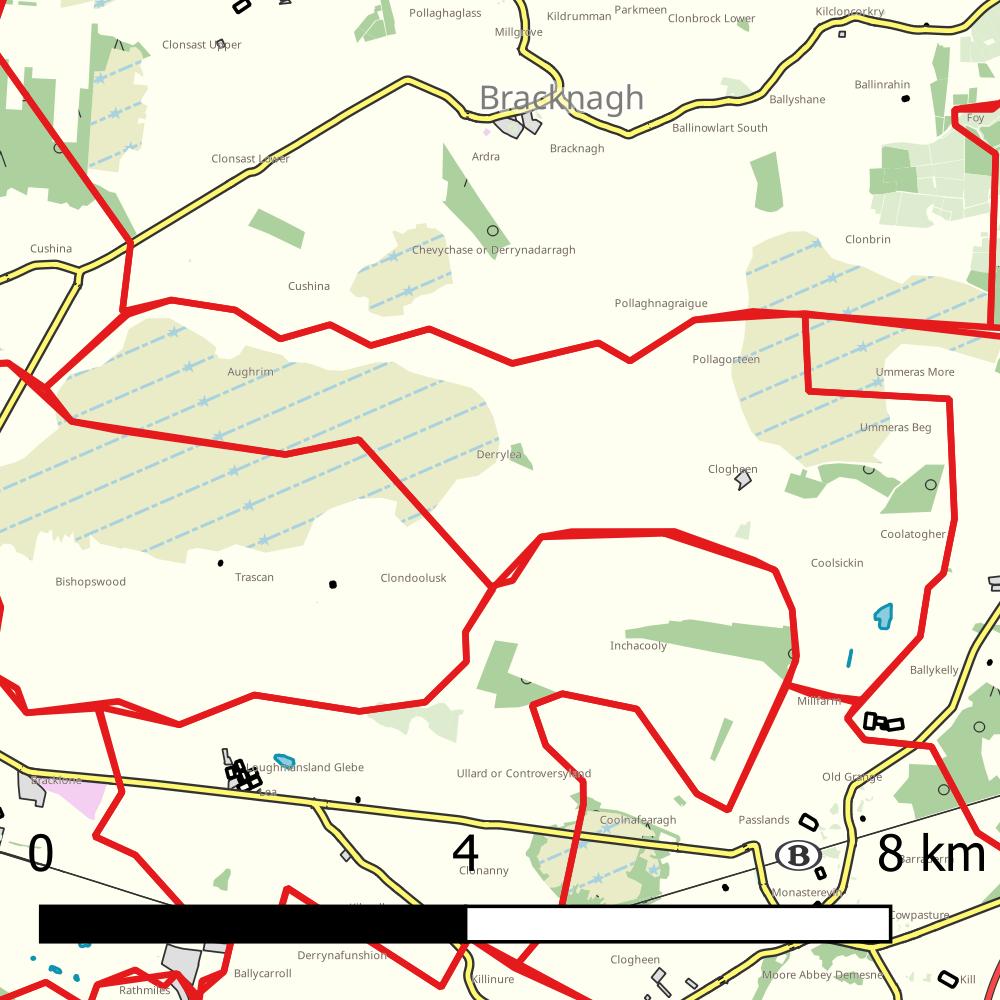 Pollaghaglass
Kildrumman
Parkmeen
Clonbrock Lower
Kilcloncorkry
Millgrove
Clonsast Upper
Ballinrahin
Bracknagh
Ballyshane
Foy
Ballinowlart South
Bracknagh
Ardra
Clonsast Lower
Clonbrin
Cushina
Chevychase or Derrynadarragh
Cushina
Pollaghnagraigue
Pollagorteen
Aughrim
Ummeras More
Ummeras Beg
Derrylea
Clogheen
Coolatogher
Coolsickin
Bishopswood
Trascan
Clondoolusk
Inchacooly
Ballykelly
Millfarm
Loughmansland Glebe
Ullard or Controversyland
Old Grange
Bracklone
Lea
Coolnafearagh
Passlands
0
4
8 km
B
Clonanny
Monasterevin
Cowpasture
Derrynafunshion
Clogheen
Ballycarroll
Moore Abbey Demesne
Killinure
Kill
Rathmiles